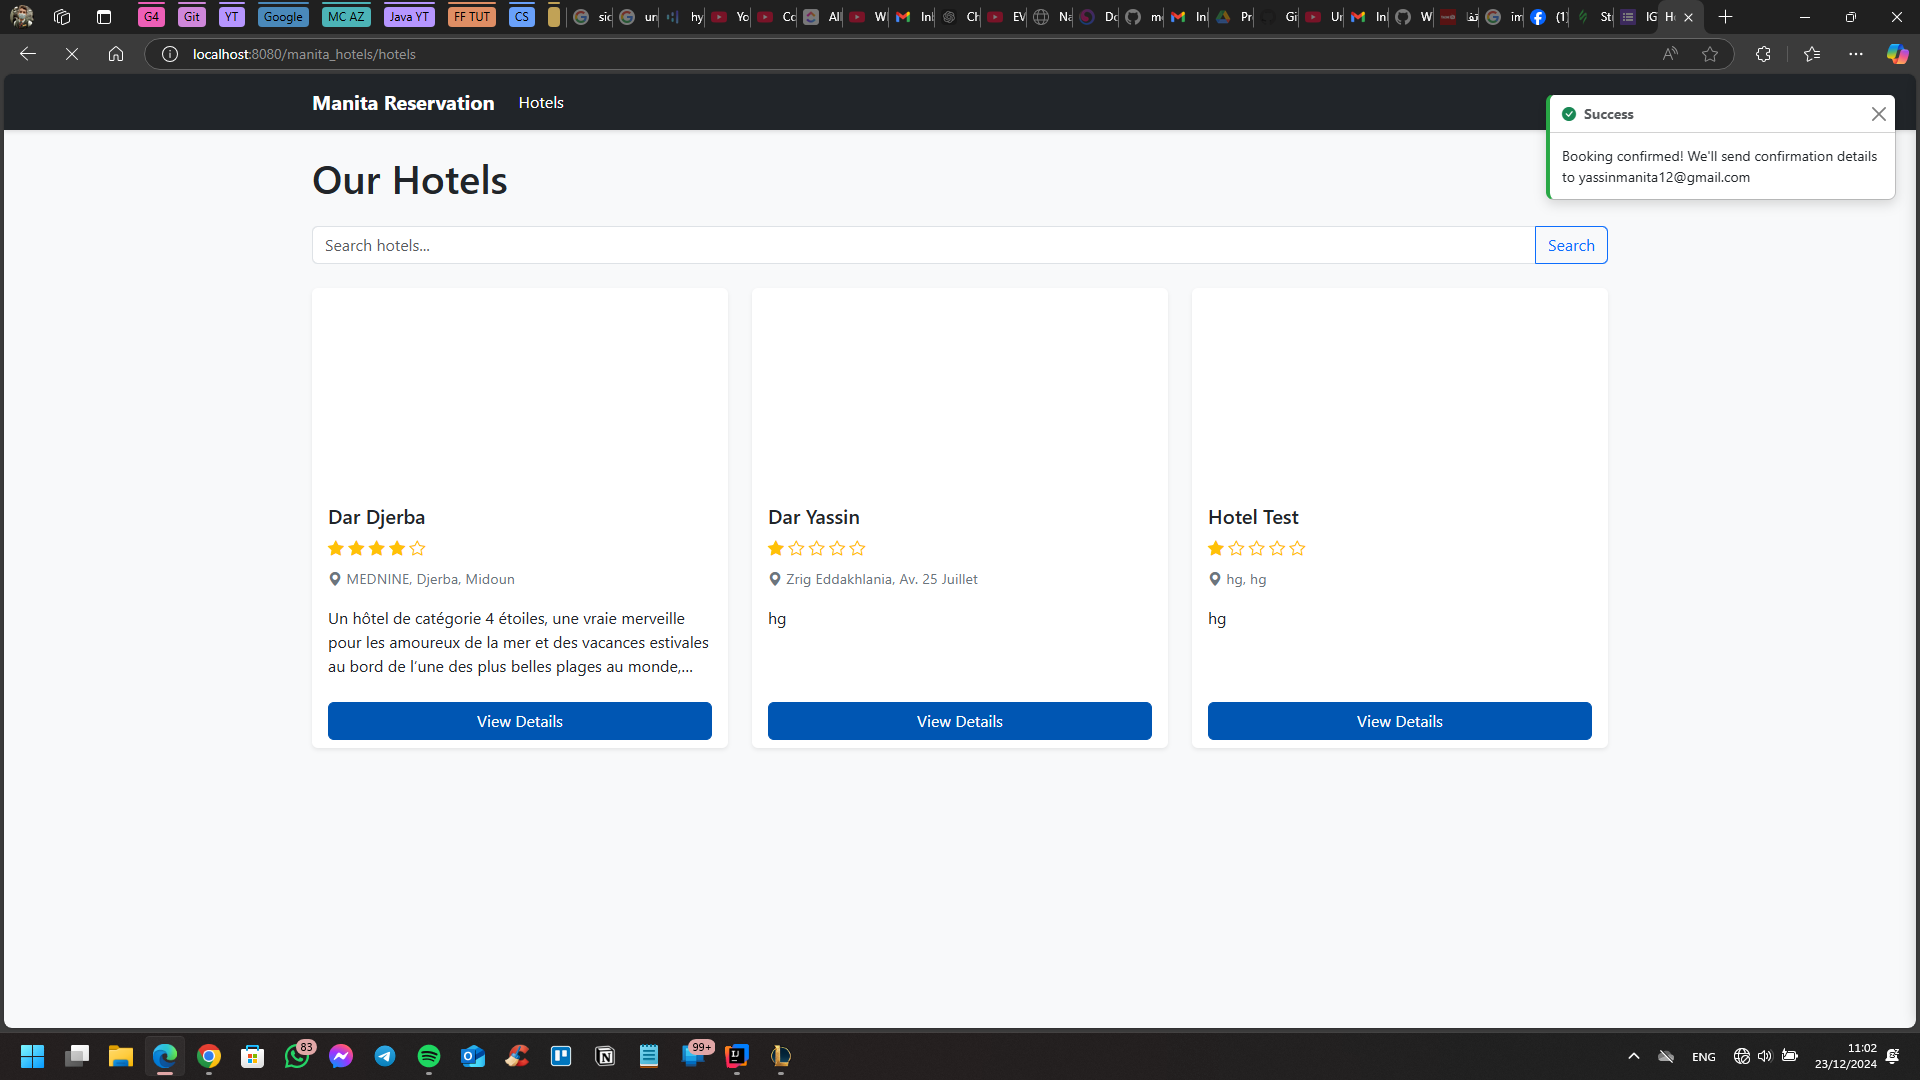 G4 Git YT Google MC AZ Java YT FF TUT CS
localhost:8080/manita_hotels/hotels
Manita Reservation Hotels
Success
Booking confirmed! We'll send confirmation details
to yassinmanita12@gmail.com
Our Hotels
Search hotels...
Search
Dar Djerba
MEDNINE, Djerba, Midoun
Un hôtel de catégorie 4 étoiles, une vraie merveille
pour les amoureux de la mer et des vacances estivales
au bord de l'une des plus belles plages au monde,...
View Details
Dar Yassin
Zrig Eddakhlania, Av. 25 Juillet
hg
View Details
Hotel Test
hg, hg
hg
View Details
83
99+
ENG
11:02
23/12/2024